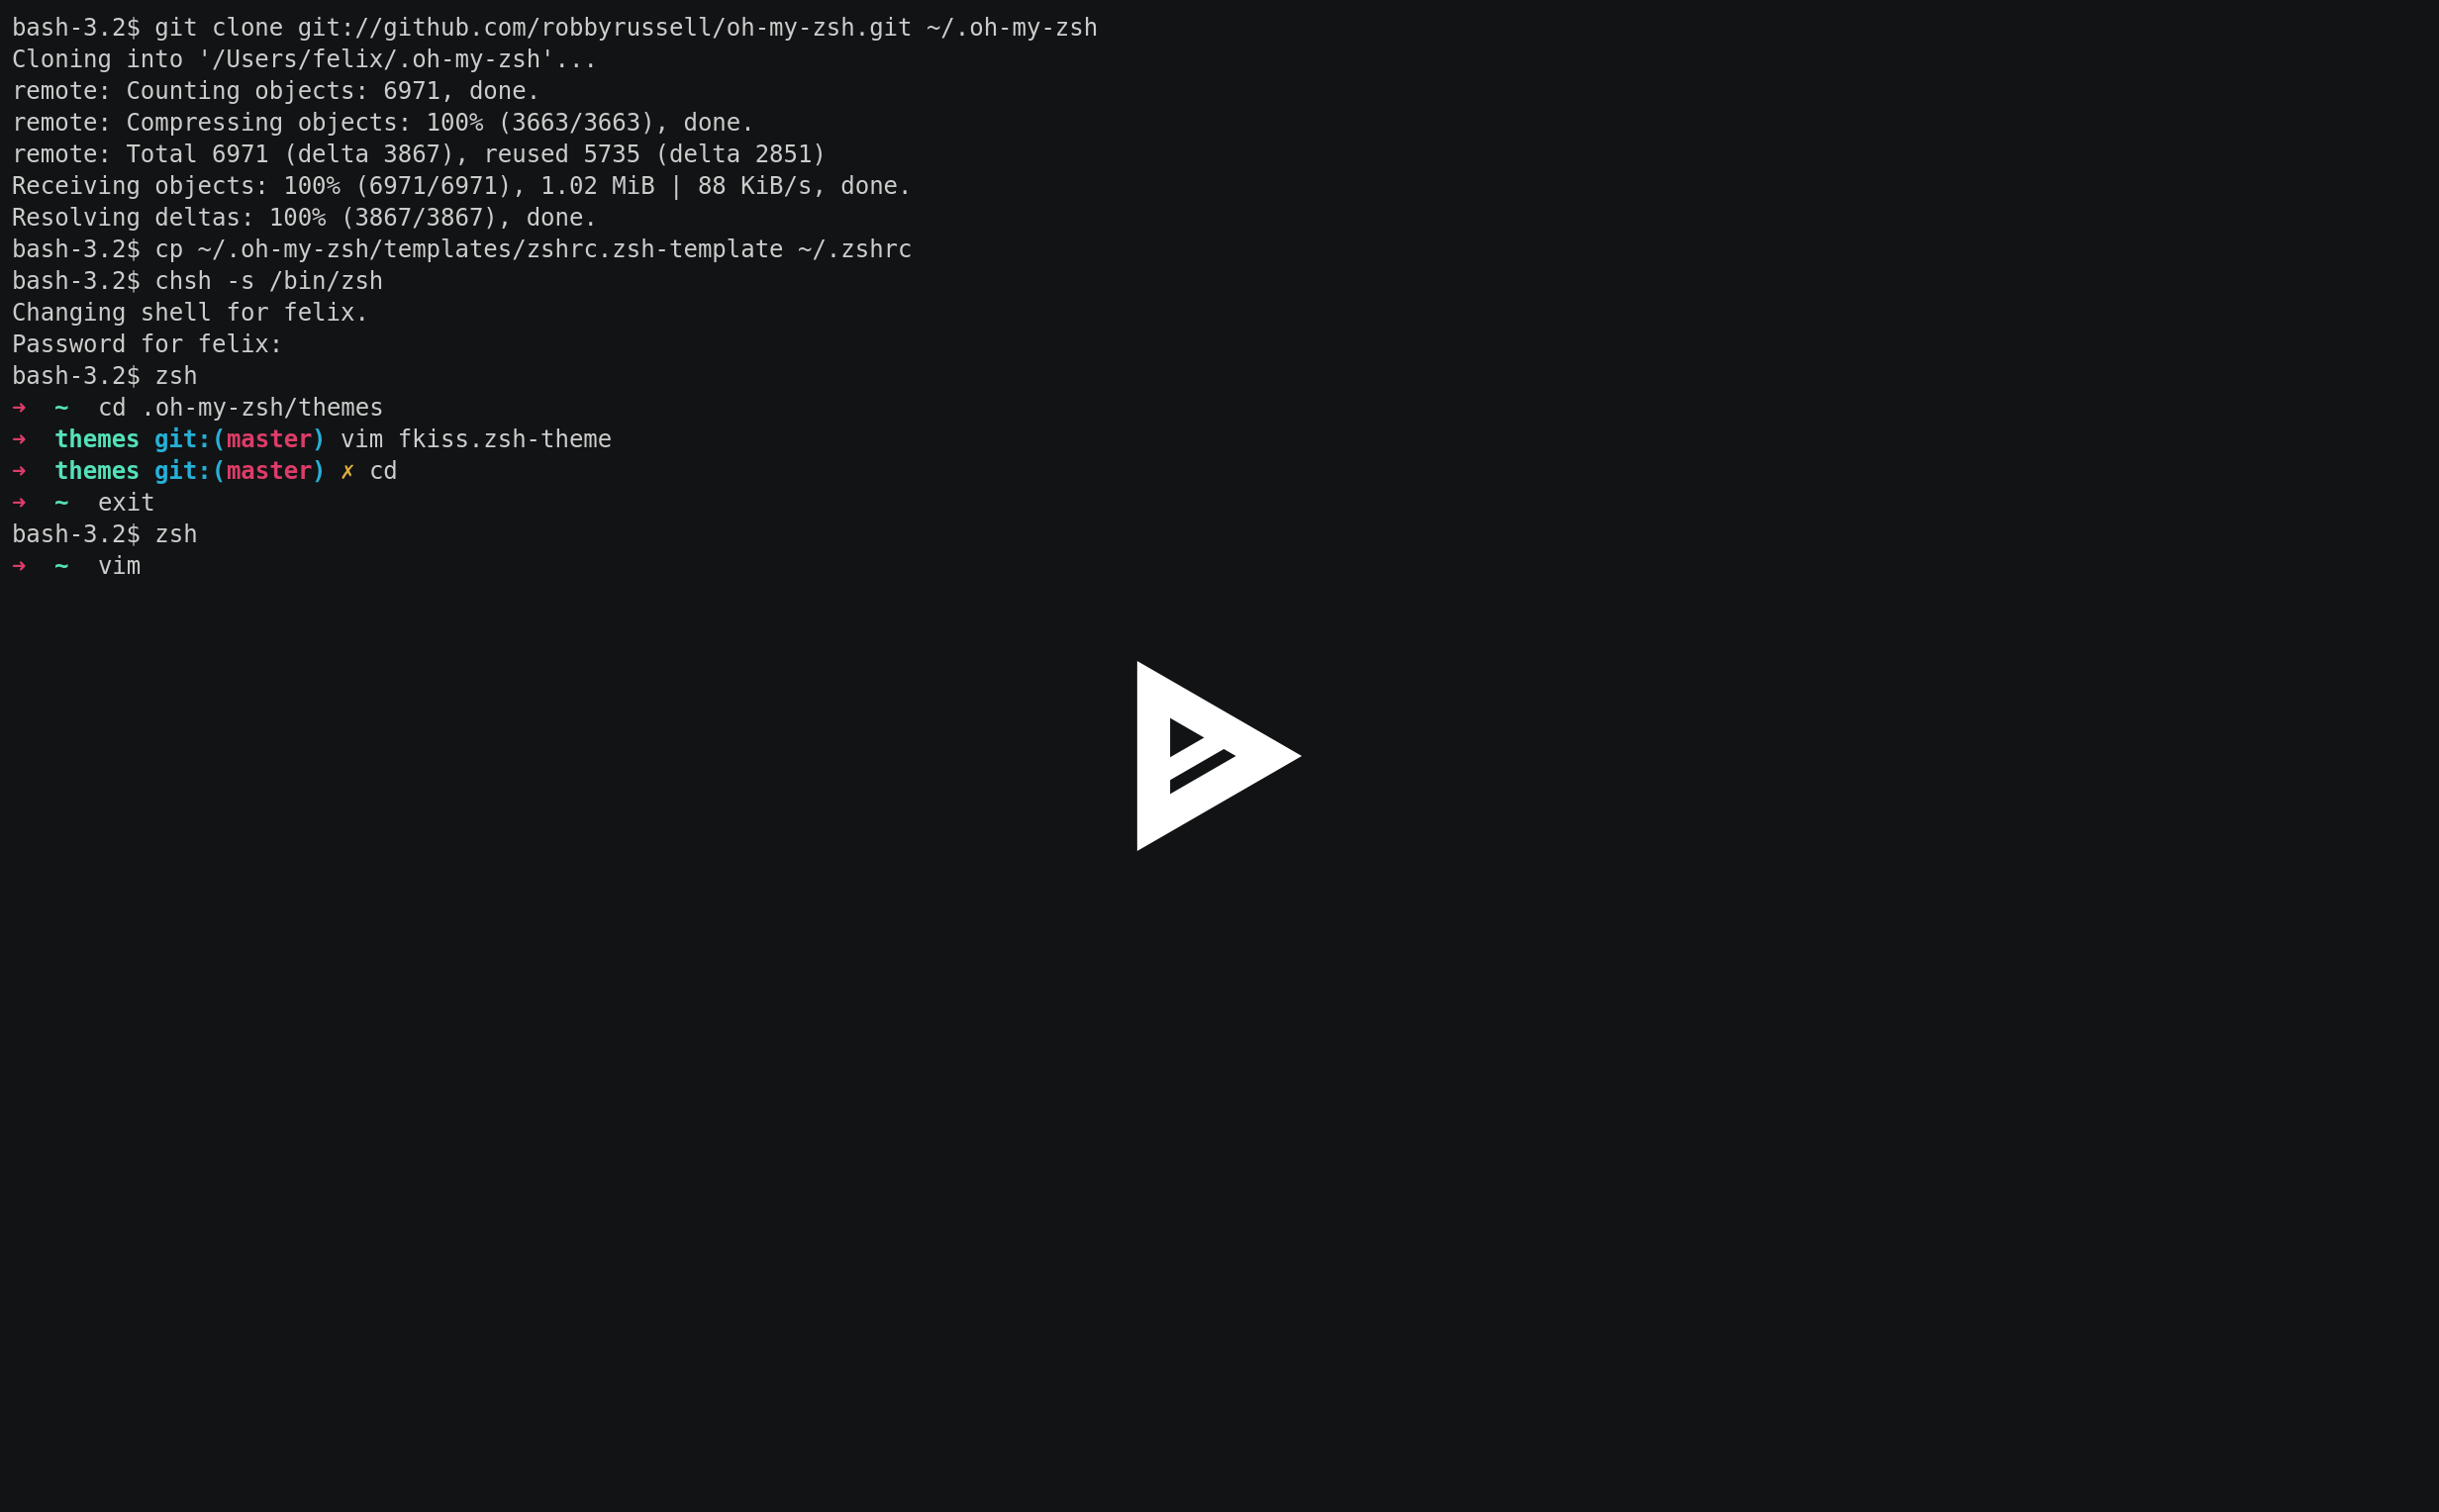 bash-3.2$ git clone git://github.com/robbyrussell/oh-my-zsh.git ~/.oh-my-zsh
Cloning into '/Users/felix/.oh-my-zsh'...
remote: Counting objects: 6971, done.
remote: Compressing objects: 100% (3663/3663), done.
remote: Total 6971 (delta 3867), reused 5735 (delta 2851)
Receiving objects: 100% (6971/6971), 1.02 MiB | 88 KiB/s, done.
Resolving deltas: 100% (3867/3867), done.
bash-3.2$ cp ~/.oh-my-zsh/templates/zshrc.zsh-template ~/.zshrc
bash-3.2$ chsh -s /bin/zsh
Changing shell for felix.
Password for felix:
bash-3.2$ zsh
➜  ~  cd .oh-my-zsh/themes
➜  themes git:(master) vim fkiss.zsh-theme
➜  themes git:(master) ✗ cd
➜  ~  exit
bash-3.2$ zsh
➜  ~  vim